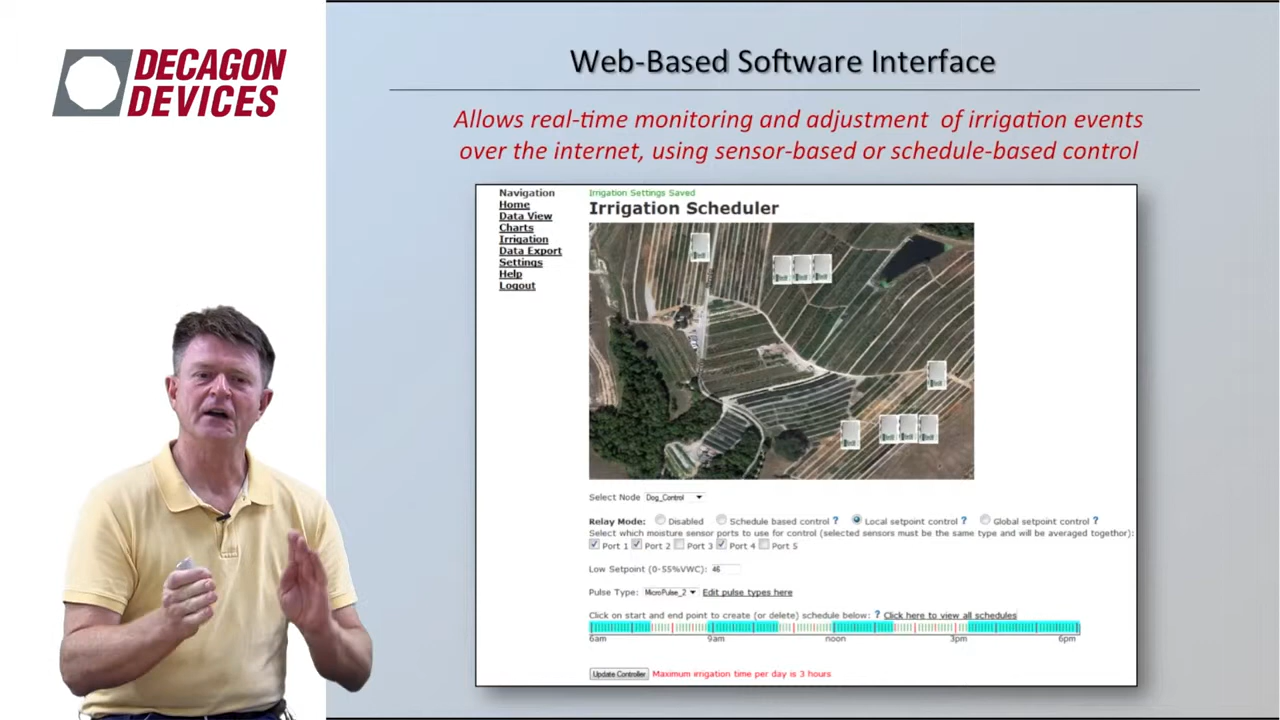 DECAGON
DEVICES
Web-Based Software Interface
Allows real-time monitoring and adjustment of irrigation events
over the internet, using sensor-based or schedule-based control
Navigation
Home
Data View
Charts
Irrigation
Data Export
Settings
Help
Logout
Irrigation Settings Saved
Irrigation Scheduler
Select Node Dog_Control
Relay Mode: Disabled Schedule based control ? Local setpoint control ? Global setpoint control ?
Select which moisture sensor ports to use for control (selected sensors must be the same type and will be averaged together):
Port 1 Port 2 Port 3 Port 4 Port 5
Low Setpoint (0-55%VWC): 46
Pulse Type: MicroPulse_2 Edit pulse types here
Click on start and end point to create (or delete) schedule below: ? Click here to view all schedules
6am 9am noon 3pm 6pm
Update Controller Maximum irrigation time per day is 3 hours